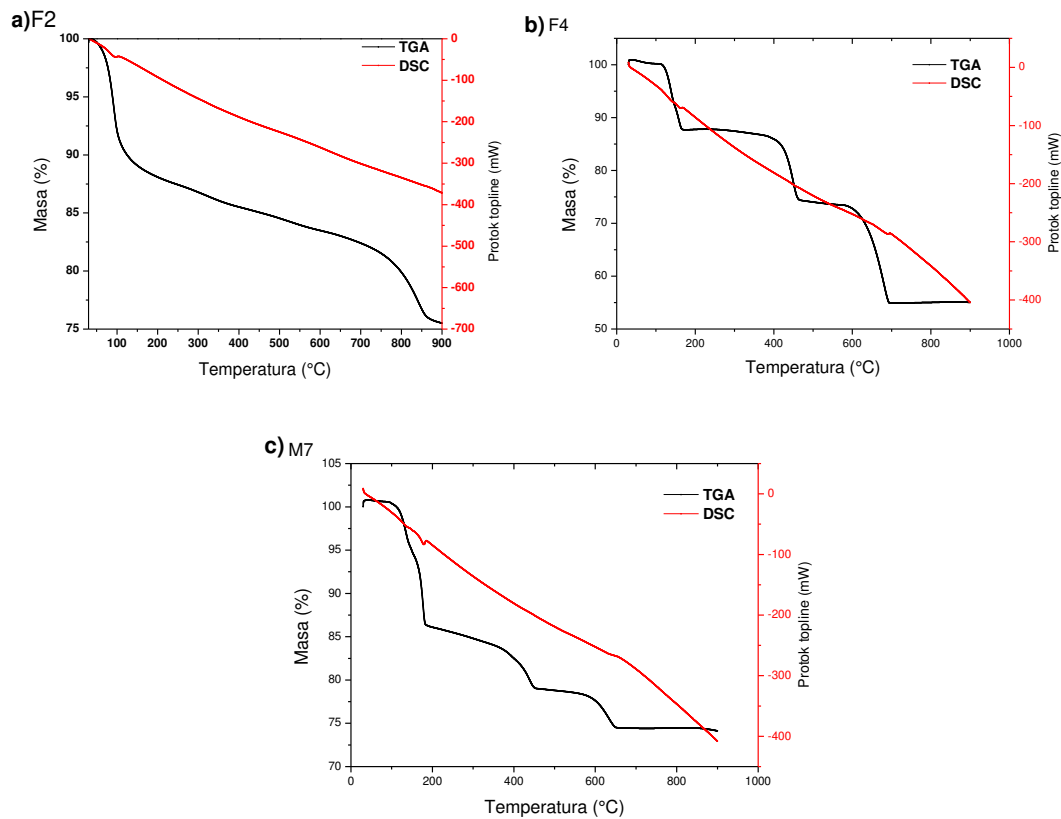 a) F2
TGA
DSC
100
95
90
85
80
75
Masa (%)
0
-100
-200
-300
-400
-500
-600
-700
Protok topline (mW)
100 200 300 400 500 600 700 800 900
Temperatura (°C)
b) F4
TGA
DSC
100
90
80
70
60
50
Masa (%)
0
-100
-200
-300
-400
Protok topline (mW)
0 200 400 600 800 1000
Temperatura (°C)
c) M7
TGA
DSC
105
100
95
90
85
80
75
70
Masa (%)
0
-100
-200
-300
-400
Protok topline (mW)
0 200 400 600 800 1000
Temperatura (°C)